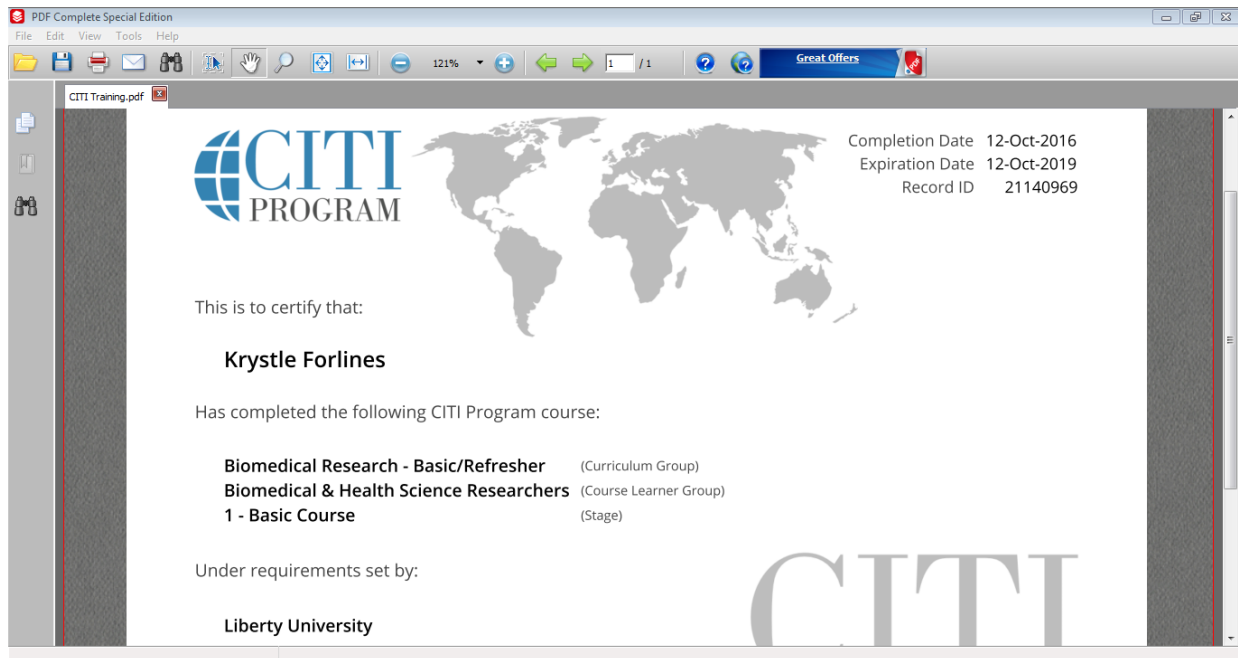 PDF Complete Special Edition
File Edit View Tools Help
121% 1 / 1 Great Offers
CITI Training.pdf
CITI
PROGRAM
Completion Date 12-Oct-2016
Expiration Date 12-Oct-2019
Record ID 21140969
This is to certify that:
Krystle Forlines
Has completed the following CITI Program course:
Biomedical Research - Basic/Refresher (Curriculum Group)
Biomedical & Health Science Researchers (Course Learner Group)
1 - Basic Course (Stage)
Under requirements set by:
CITI
Liberty University